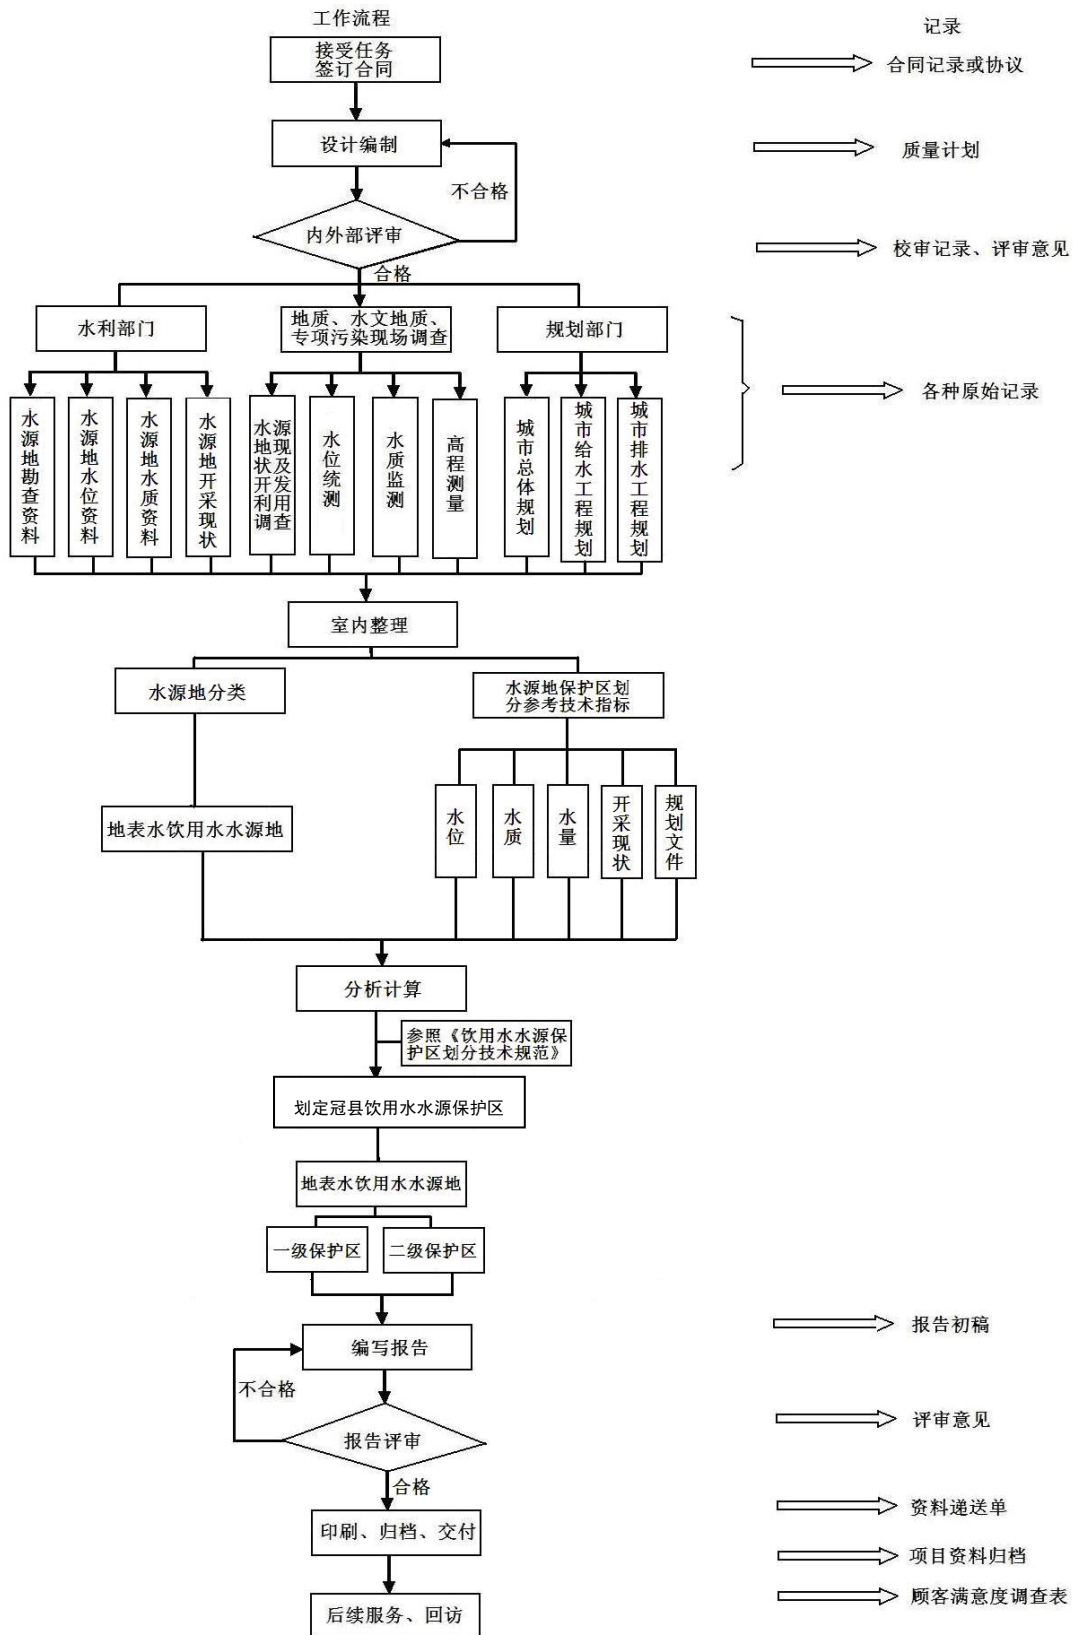 工作流程
记录
接受任务
签订合同
合同记录或协议
设计编制
质量计划
不合格
内外部评审
校审记录、评审意见
合格
水利部门
地质、水文地质、
专项污染现场调查
规划部门
各种原始记录
水源地勘查资料
水源地水位资料
水源地水质资料
水源地开采现状
水源地现状及开发利用调查
水位统测
水质监测
高程测量
城市总体规划
城市给水工程规划
城市排水工程规划
室内整理
水源地分类
水源地保护区划
分参考技术指标
水位
水质
水量
开采现状
规划文件
地表水饮用水水源地
分析计算
参照《饮用水水源保
护区划分技术规范》
划定冠县饮用水水源保护区
地表水饮用水水源地
一级保护区
二级保护区
编写报告
报告初稿
不合格
报告评审
评审意见
合格
印刷、归档、交付
资料递送单
项目资料归档
后续服务、回访
顾客满意度调查表